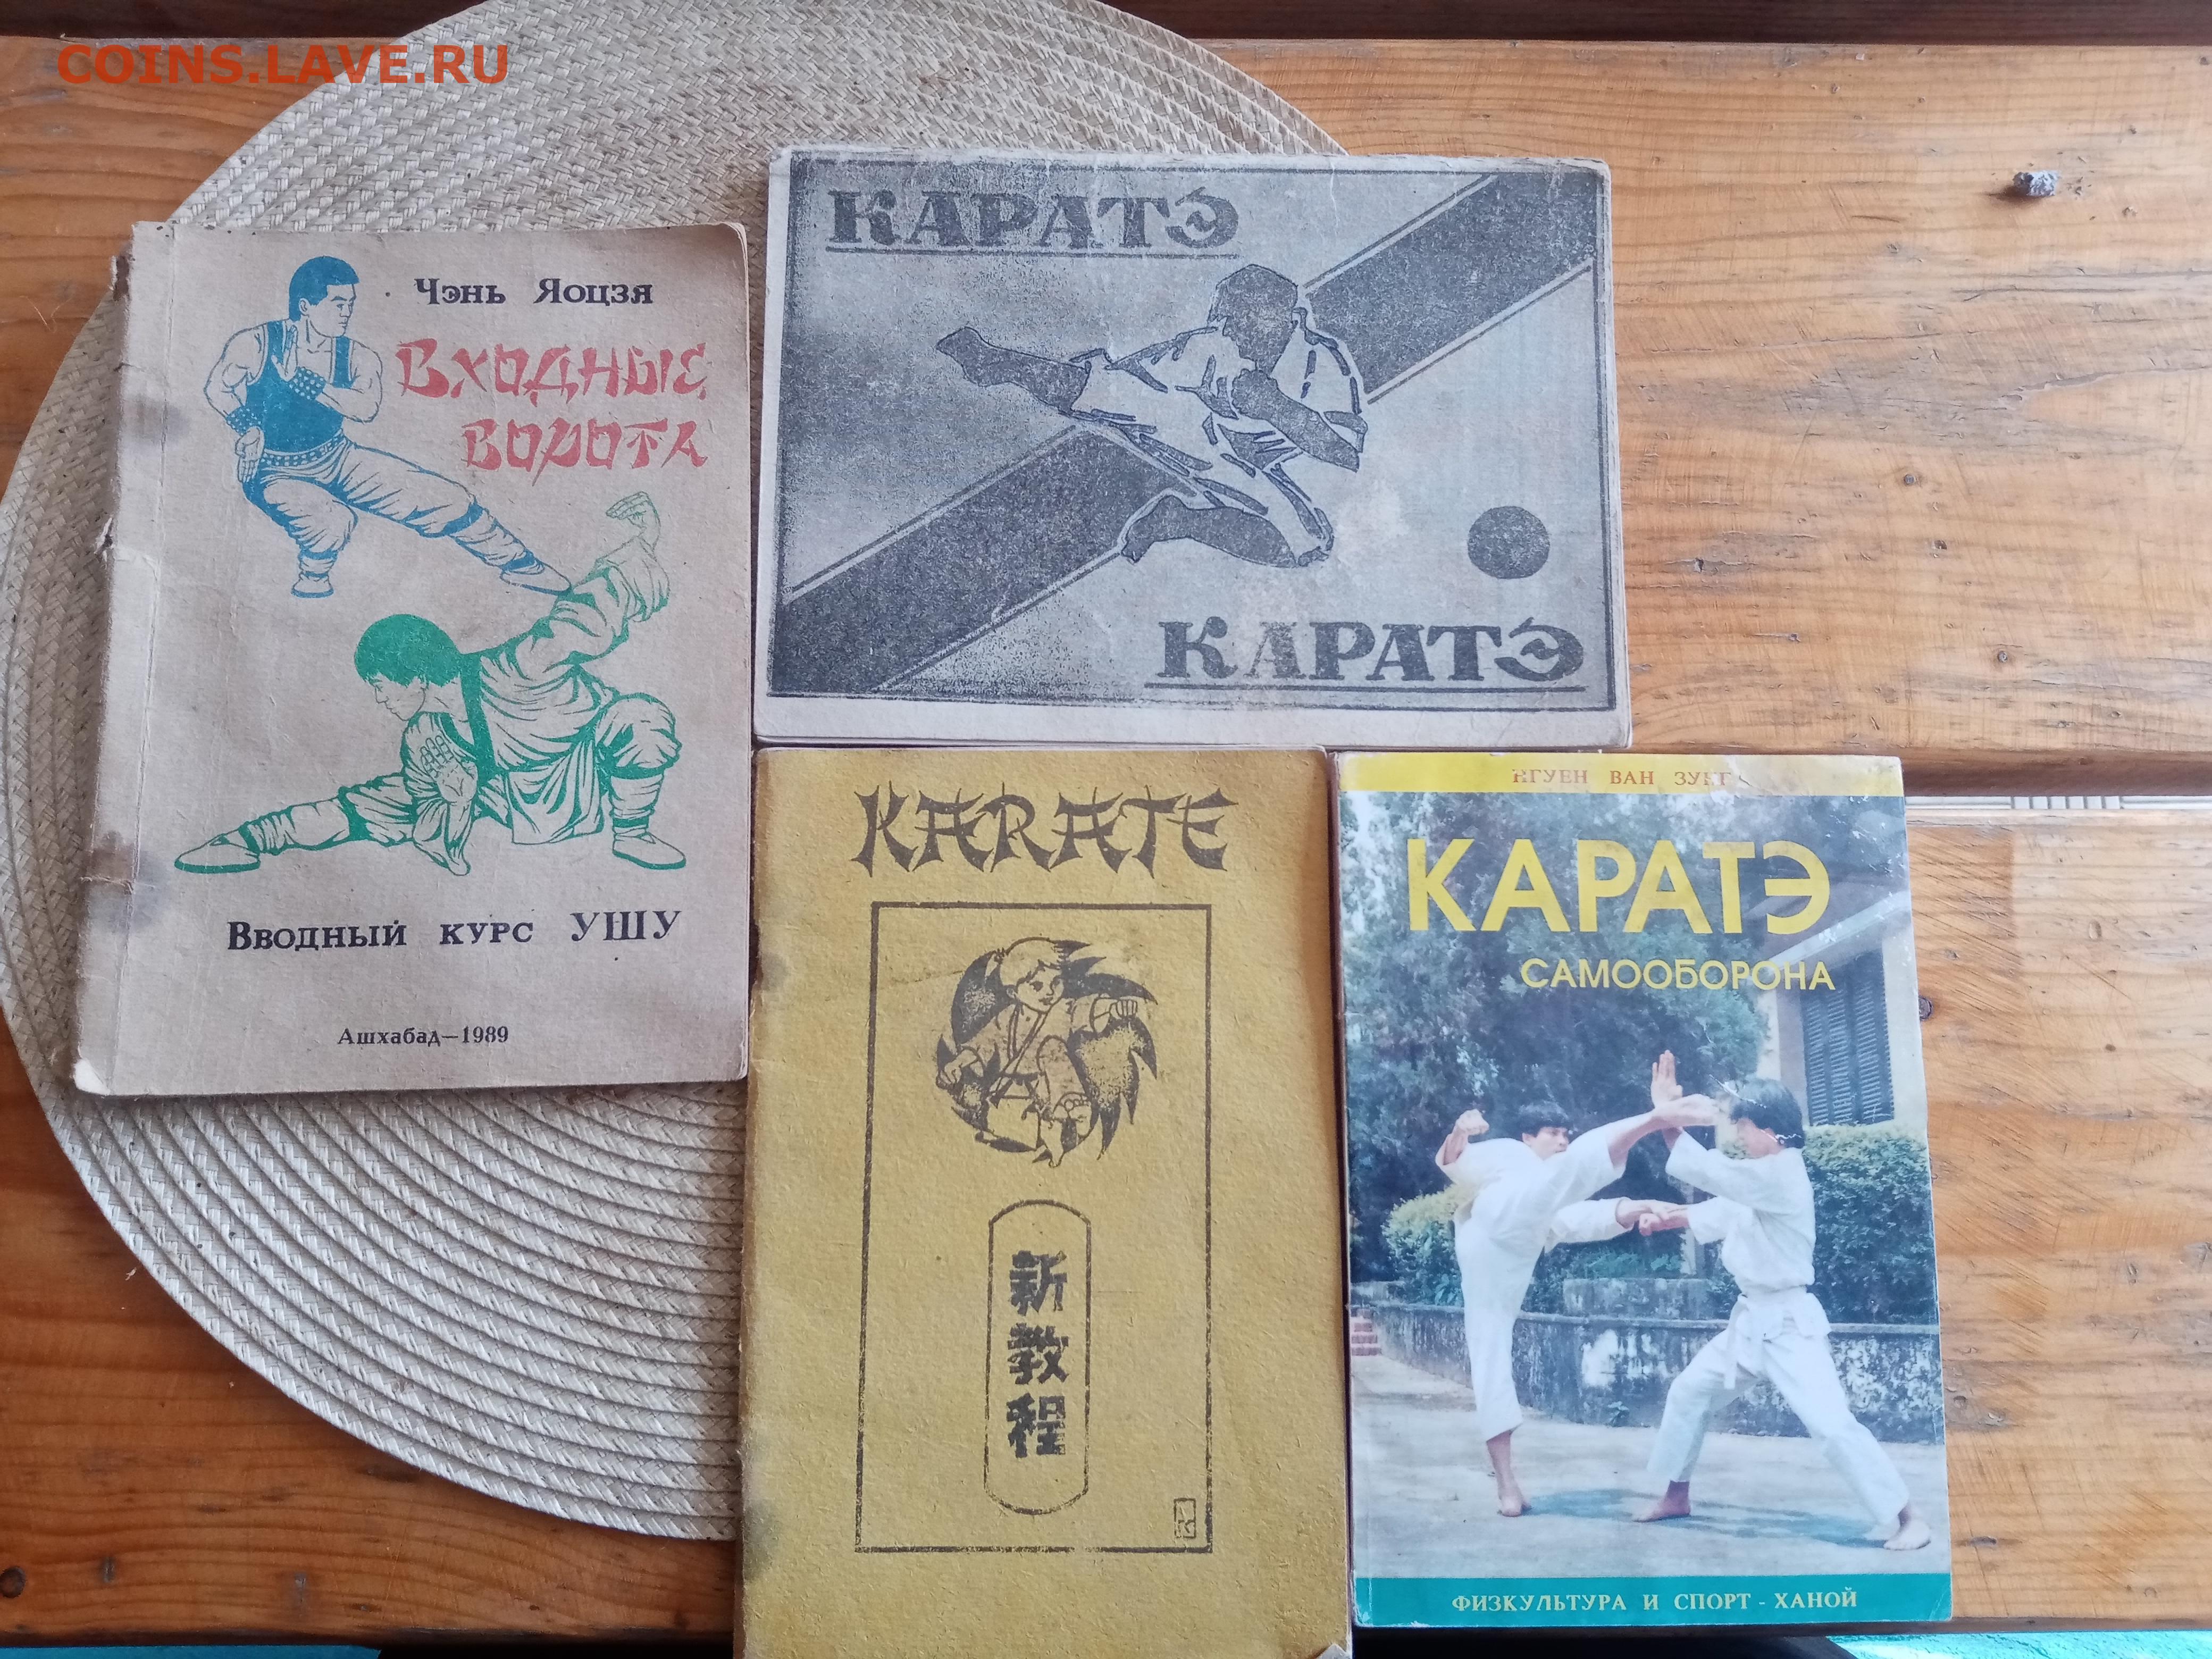 COINS.LAVE.RU
Чэнь Яоцзя
Входные
ворота
Вводный курс УШУ
Ашхабад—1989
КАРАТЭ
КАРАТЭ
KARATE
新
教
程
НГУЕН ВАН ЗУНГ
КАРАТЭ
САМООБОРОНА
ФИЗКУЛЬТУРА И СПОРТ - ХАНОЙ